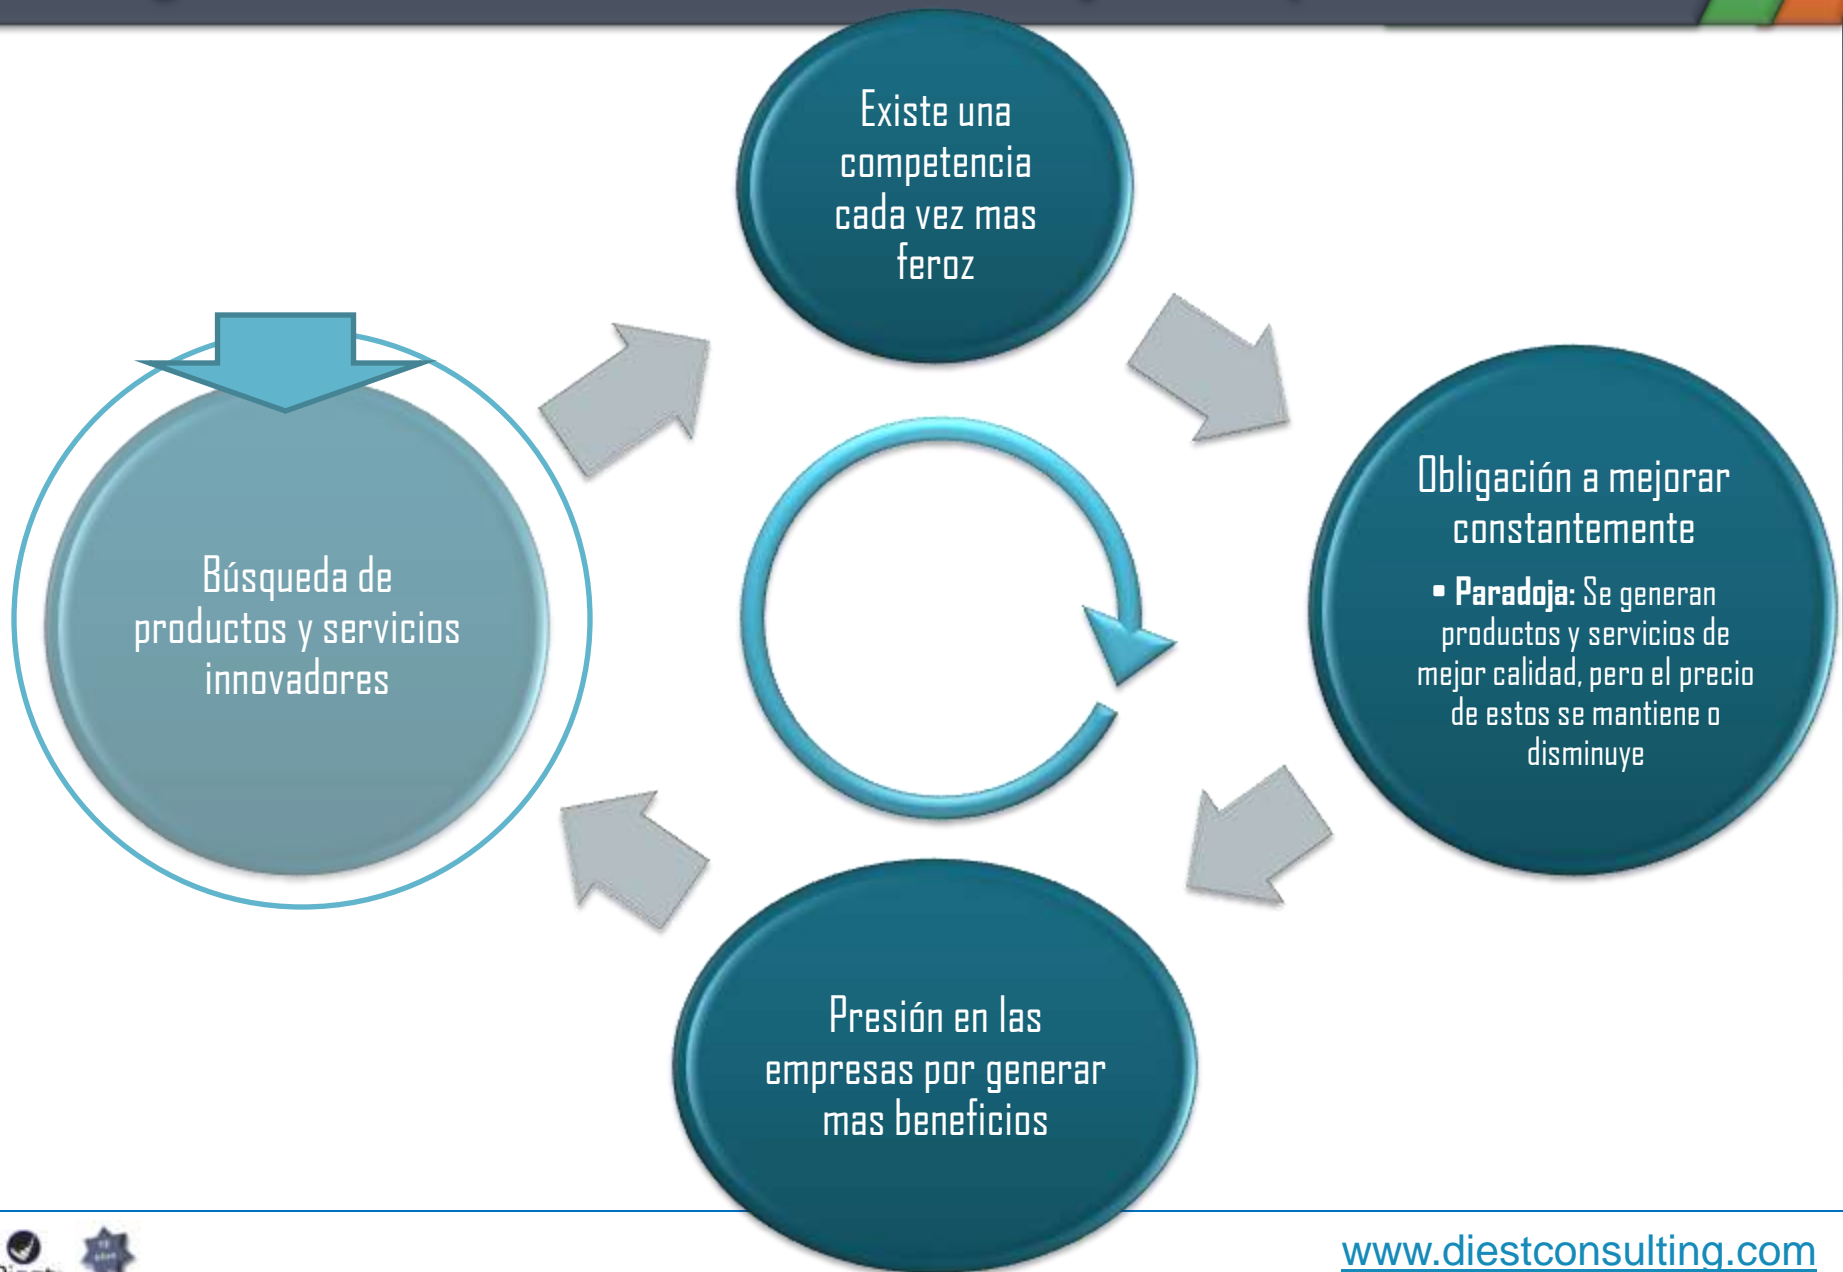 Existe una
competencia
cada vez mas
feroz
Obligación a mejorar
constantemente
▪ Paradoja: Se generan
productos y servicios de
mejor calidad, pero el precio
de estos se mantiene o
disminuye
Presión en las
empresas por generar
mas beneficios
Búsqueda de
productos y servicios
innovadores
www.diestconsulting.com